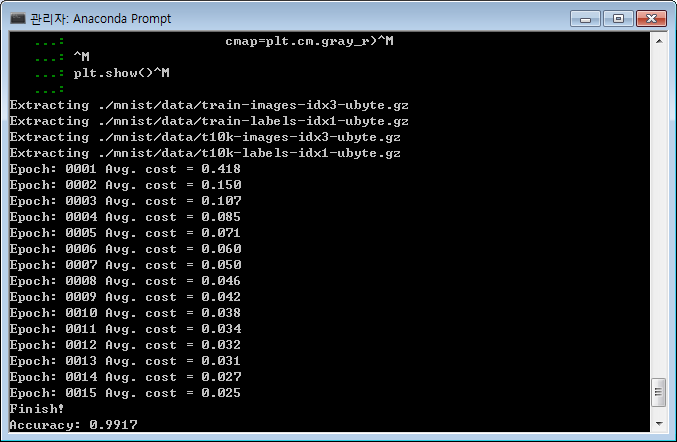 관리자: Anaconda Prompt
...: cmap=plt.cm.gray_r)^M
...: ^M
...: plt.show()^M
...:
Extracting ./mnist/data/train-images-idx3-ubyte.gz
Extracting ./mnist/data/train-labels-idx1-ubyte.gz
Extracting ./mnist/data/t10k-images-idx3-ubyte.gz
Extracting ./mnist/data/t10k-labels-idx1-ubyte.gz
Epoch: 0001 Avg. cost = 0.418
Epoch: 0002 Avg. cost = 0.150
Epoch: 0003 Avg. cost = 0.107
Epoch: 0004 Avg. cost = 0.085
Epoch: 0005 Avg. cost = 0.071
Epoch: 0006 Avg. cost = 0.060
Epoch: 0007 Avg. cost = 0.050
Epoch: 0008 Avg. cost = 0.046
Epoch: 0009 Avg. cost = 0.042
Epoch: 0010 Avg. cost = 0.038
Epoch: 0011 Avg. cost = 0.034
Epoch: 0012 Avg. cost = 0.032
Epoch: 0013 Avg. cost = 0.031
Epoch: 0014 Avg. cost = 0.027
Epoch: 0015 Avg. cost = 0.025
Finish!
Accuracy: 0.9917